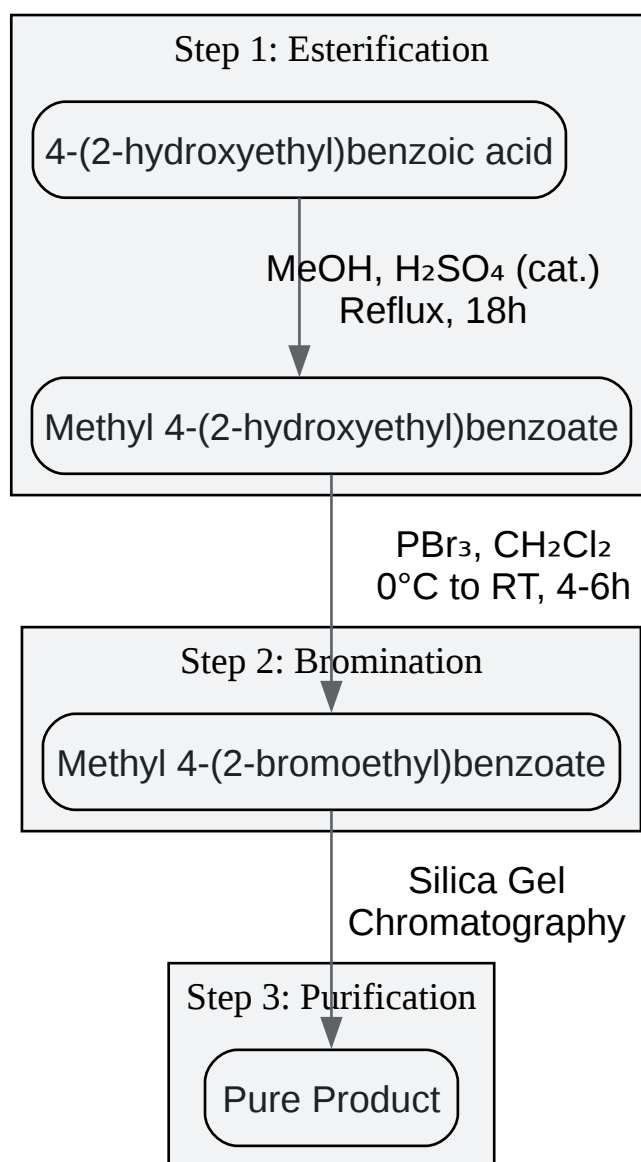 Step 1: Esterification
4-(2-hydroxyethyl)benzoic acid
MeOH, H₂SO₄ (cat.)
Reflux, 18h
Methyl 4-(2-hydroxyethyl)benzoate
PBr₃, CH₂Cl₂
0°C to RT, 4-6h
Step 2: Bromination
Methyl 4-(2-bromoethyl)benzoate
Silica Gel
Chromatography
Step 3: Purification
Pure Product